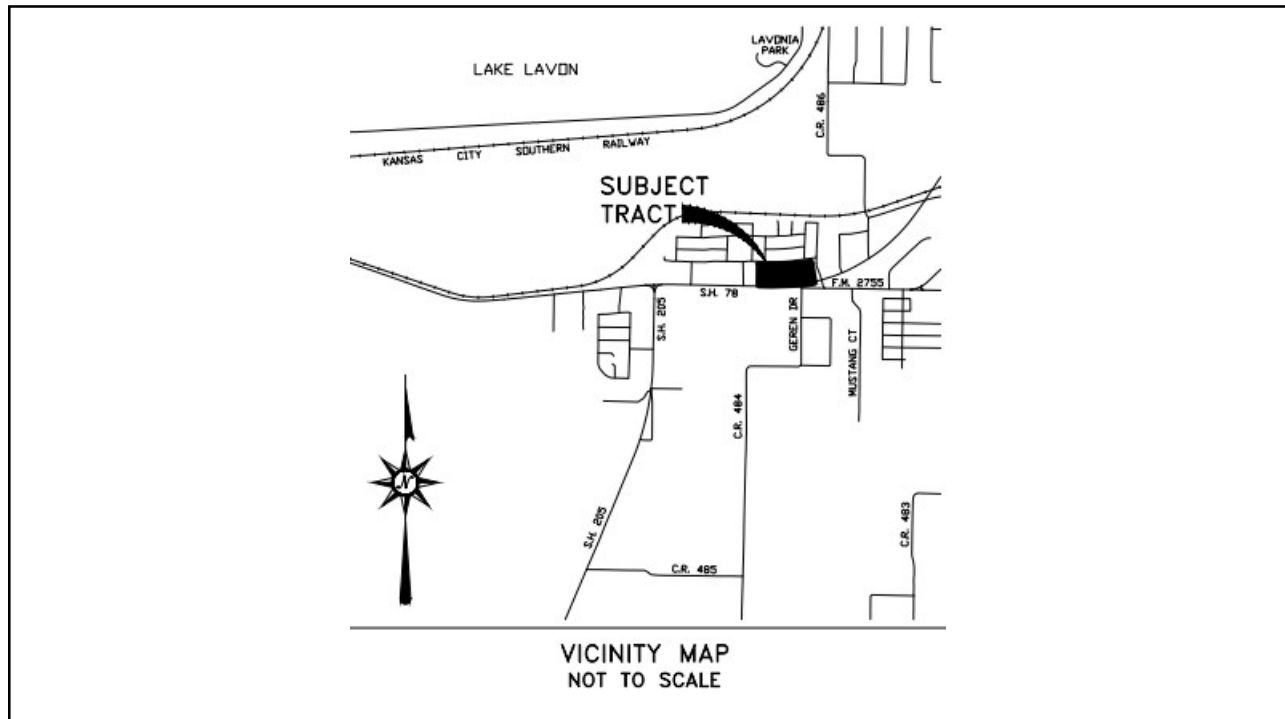 LAVONIA
PARK
LAKE LAVON
C.R. 486
KANSAS CITY SOUTHERN RAILWAY
SUBJECT
TRACT
F.M. 2755
S.H. 78
S.H. 205
GEREN DR
MUSTANG CT
C.R. 484
N
S.H. 205
C.R. 483
C.R. 485
VICINITY MAP
NOT TO SCALE